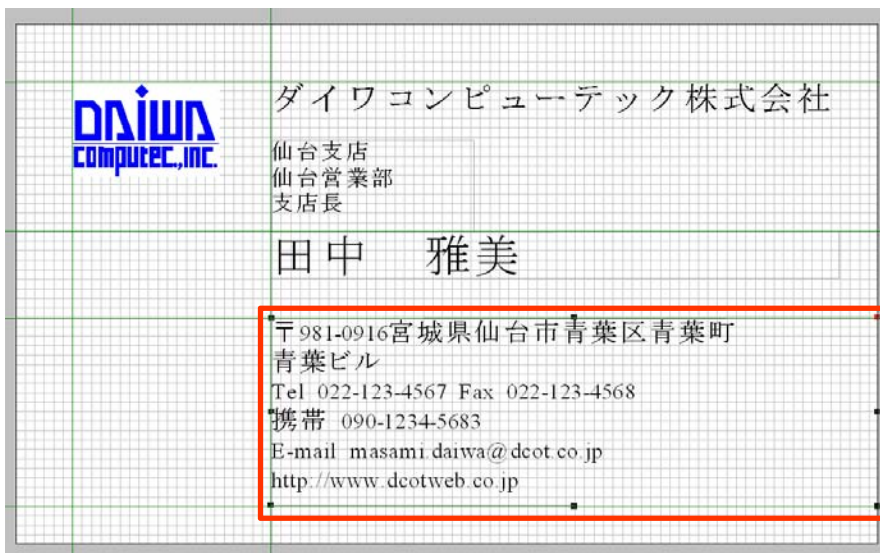 DAIWA
computec.,inc.
ダイワコンピューテック株式会社
仙台支店
仙台営業部
支店長
田中　雅美
〒981-0916宮城県仙台市青葉区青葉町
青葉ビル
Tel 022-123-4567 Fax 022-123-4568
携帯 090-1234-5683
E-mail masami.daiwa@dcot.co.jp
http://www.dcotweb.co.jp